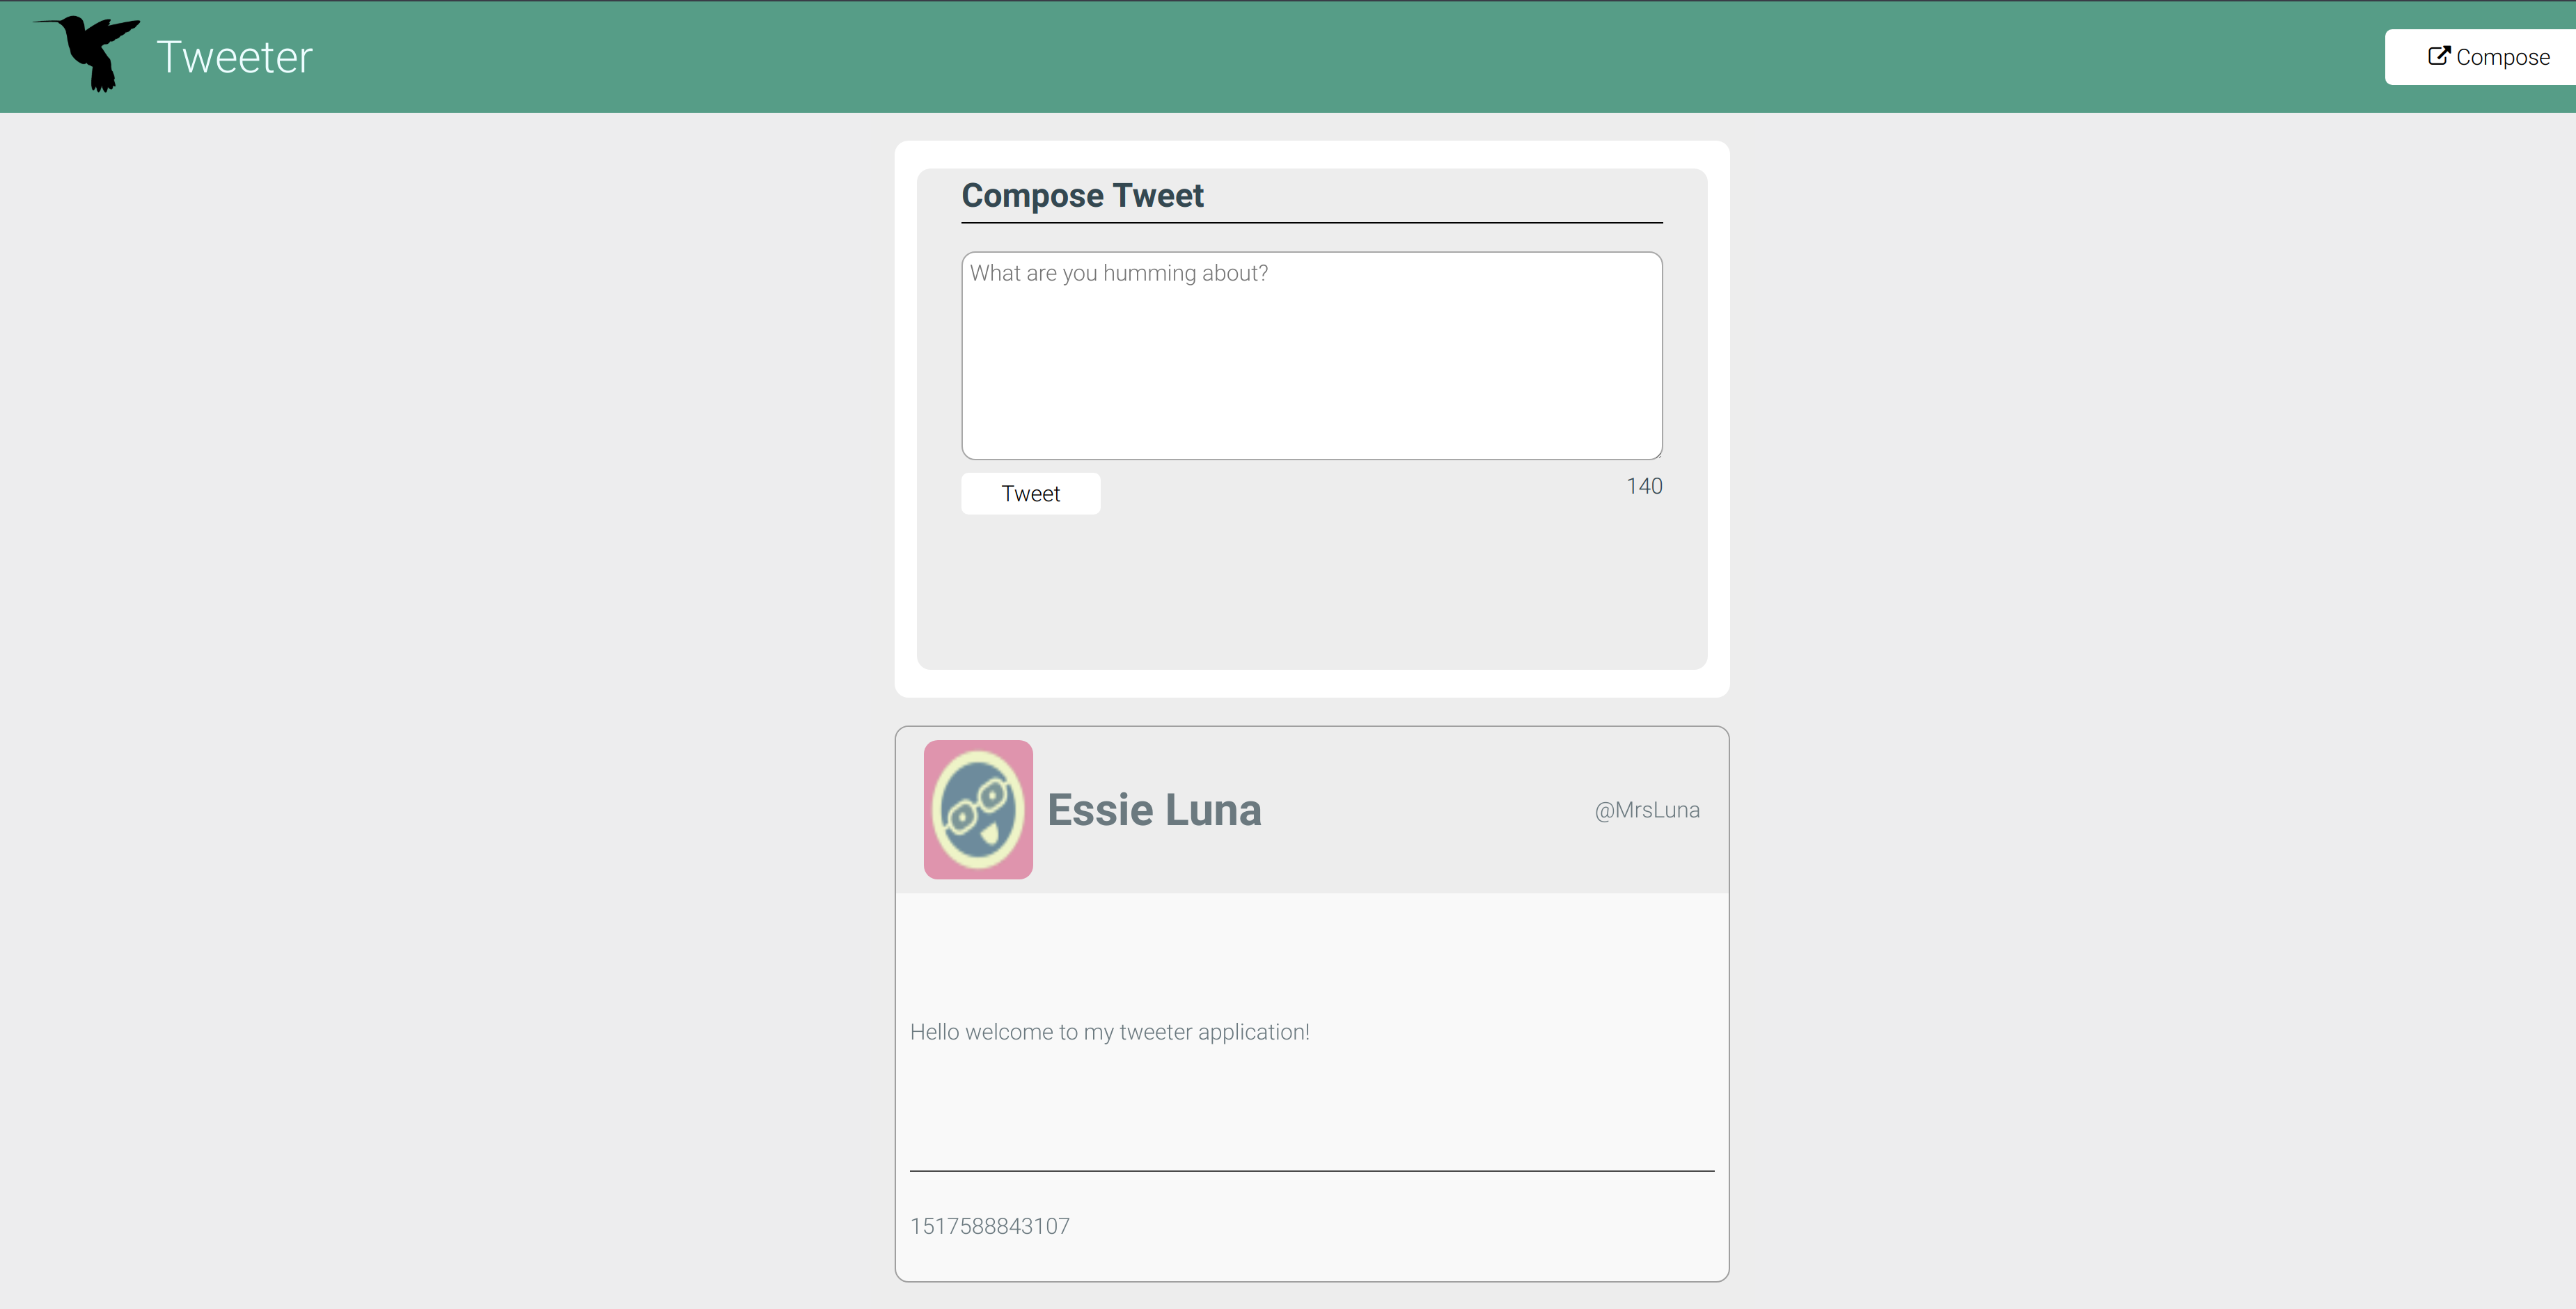 Tweeter
Compose
Compose Tweet
What are you humming about?
Tweet
140
Essie Luna
@MrsLuna
Hello welcome to my tweeter application!
1517588843107